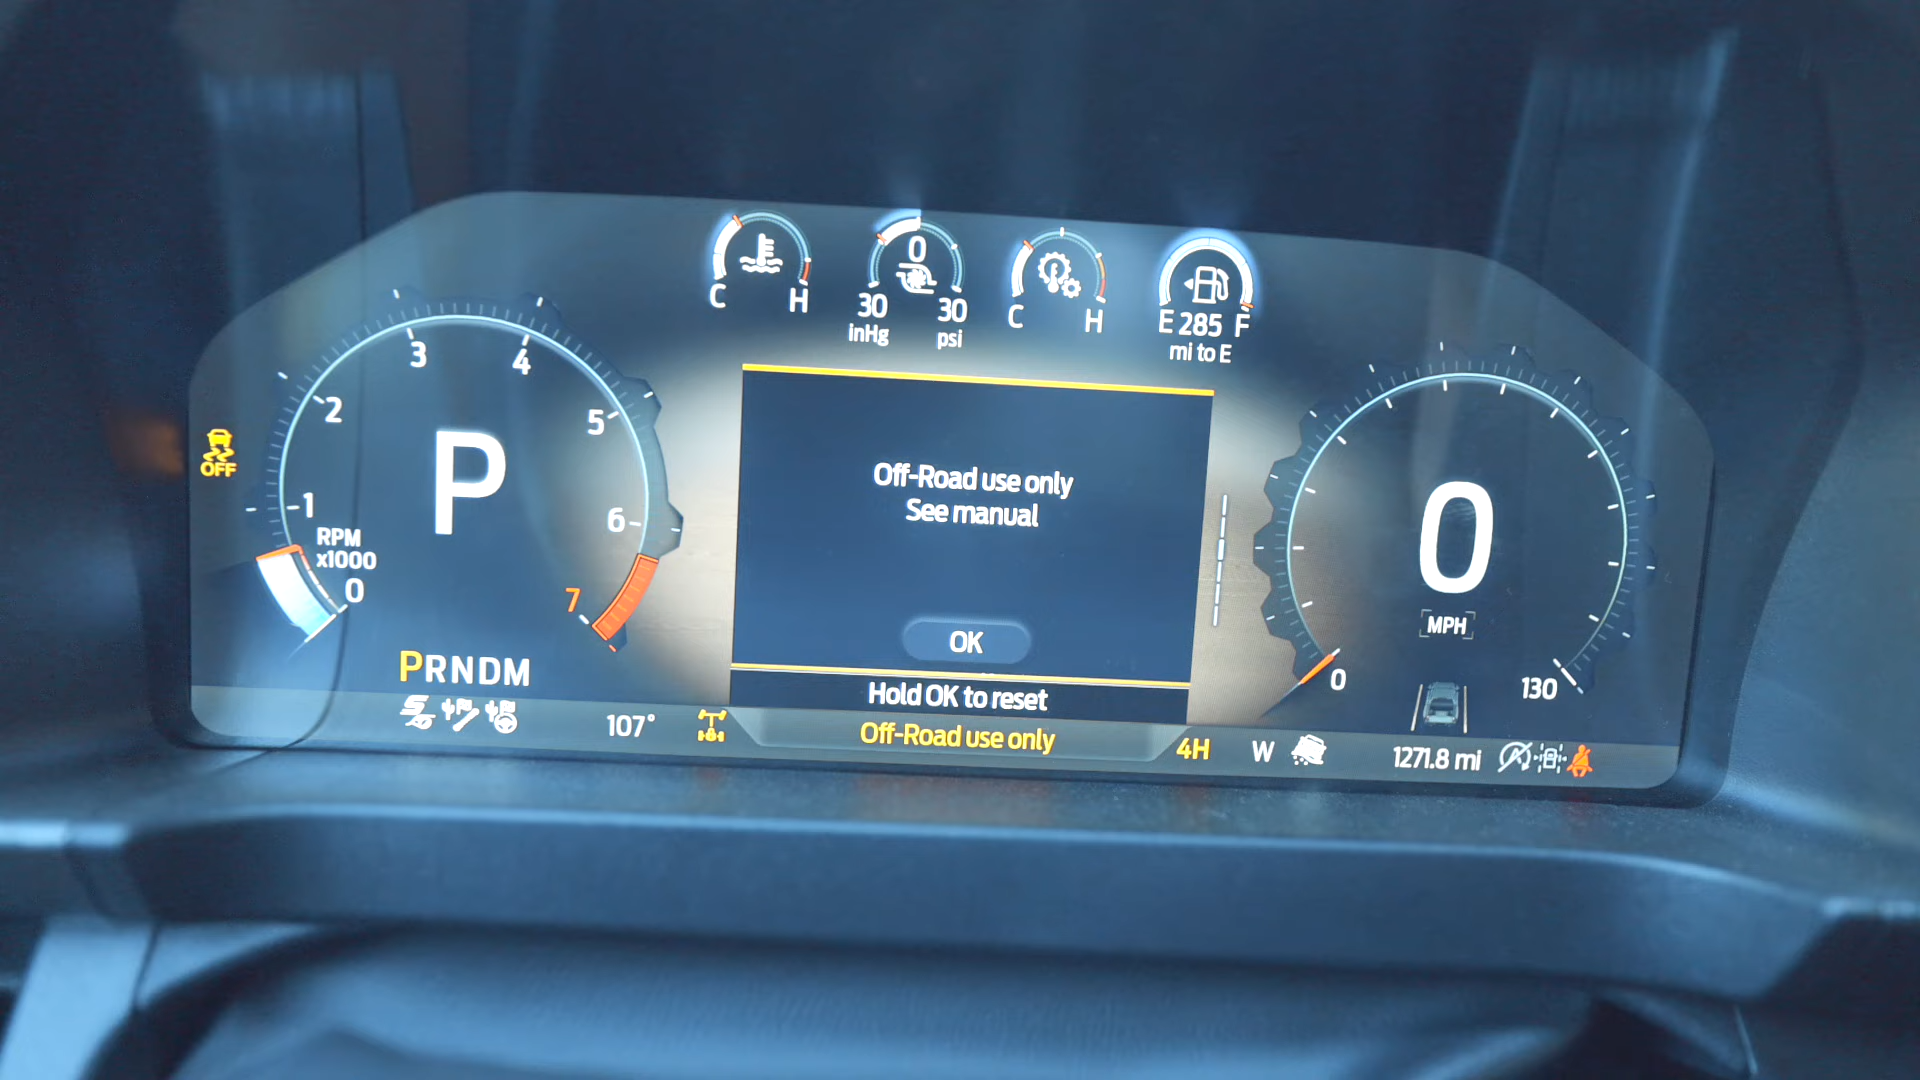 C H
0
30 30
inHg psi
C H
E 285 F
mi to E
OFF
0 1 2 3 4 5 6 7
RPM
x1000
P
PRNDM
Off-Road use only
See manual
OK
Hold OK to reset
0
MPH
0 130
107°
Off-Road use only
4H
W
1271.8 mi